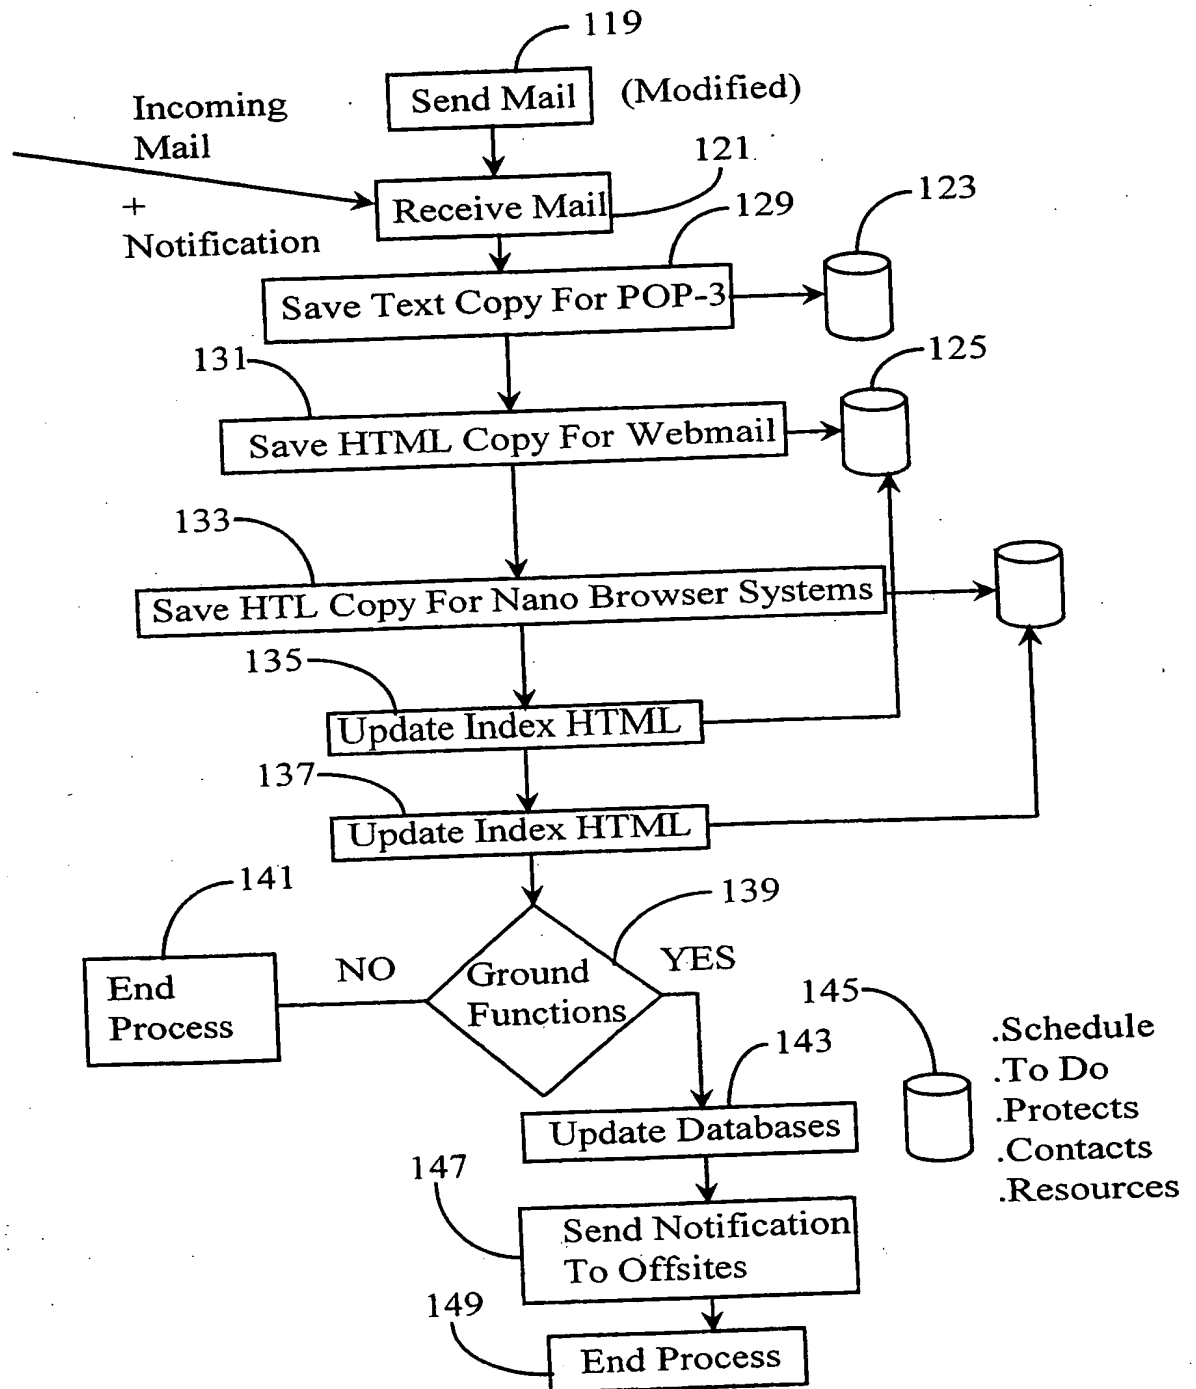 119
Send Mail
(Modified)
Incoming
Mail
121
Receive Mail
+
Notification
129
123
Save Text Copy For POP-3
131
125
Save HTML Copy For Webmail
133
Save HTL Copy For Nano Browser Systems
135
Update Index HTML
137
Update Index HTML
141
139
NO
YES
Ground
Functions
End
Process
145
.Schedule
.To Do
.Protects
.Contacts
.Resources
143
Update Databases
147
Send Notification
To Offsites
149
End Process